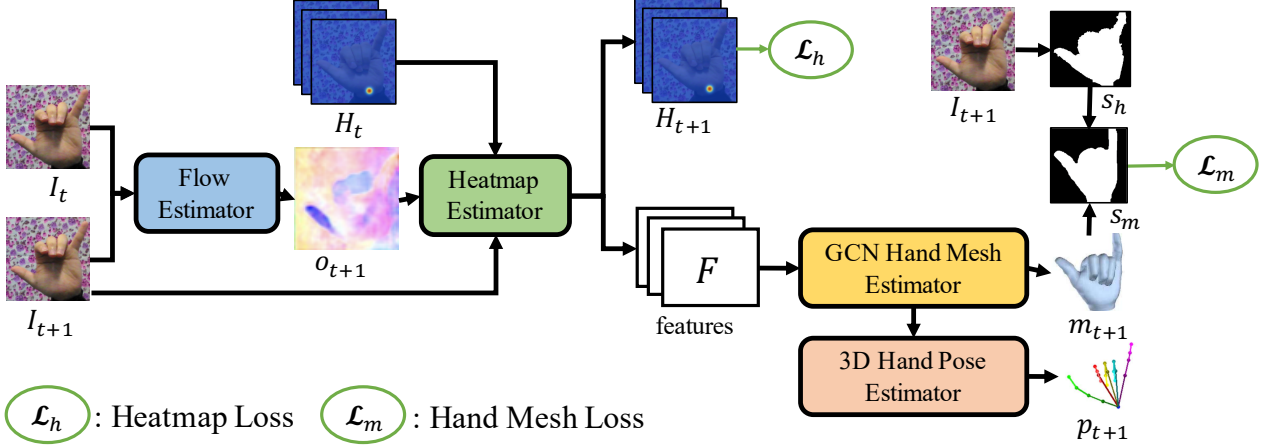 I_t
I_{t+1}
Flow
Estimator
o_{t+1}
H_t
Heatmap
Estimator
H_{t+1}
ℒ_h
F
features
GCN Hand Mesh
Estimator
3D Hand Pose
Estimator
I_{t+1}
s_h
s_m
ℒ_m
m_{t+1}
p_{t+1}
ℒ_h : Heatmap Loss ℒ_m : Hand Mesh Loss